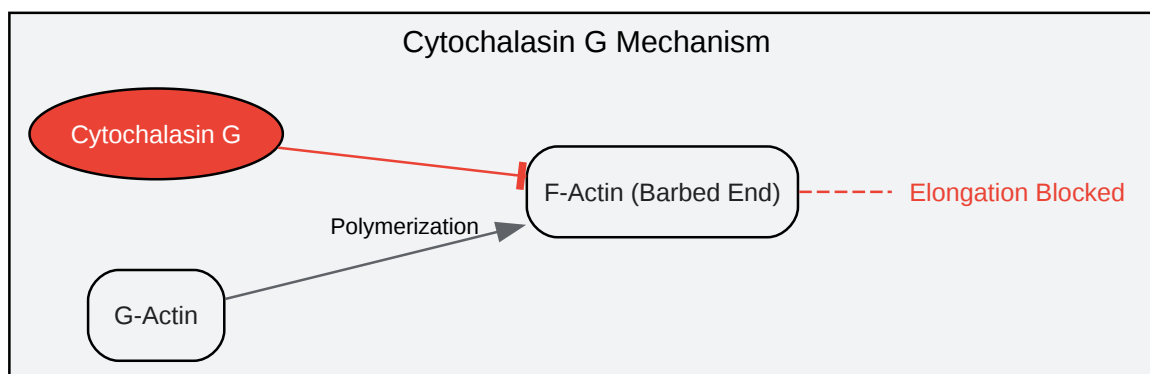 Cytochalasin G Mechanism
Cytochalasin G
F-Actin (Barbed End)
Elongation Blocked
Polymerization
G-Actin